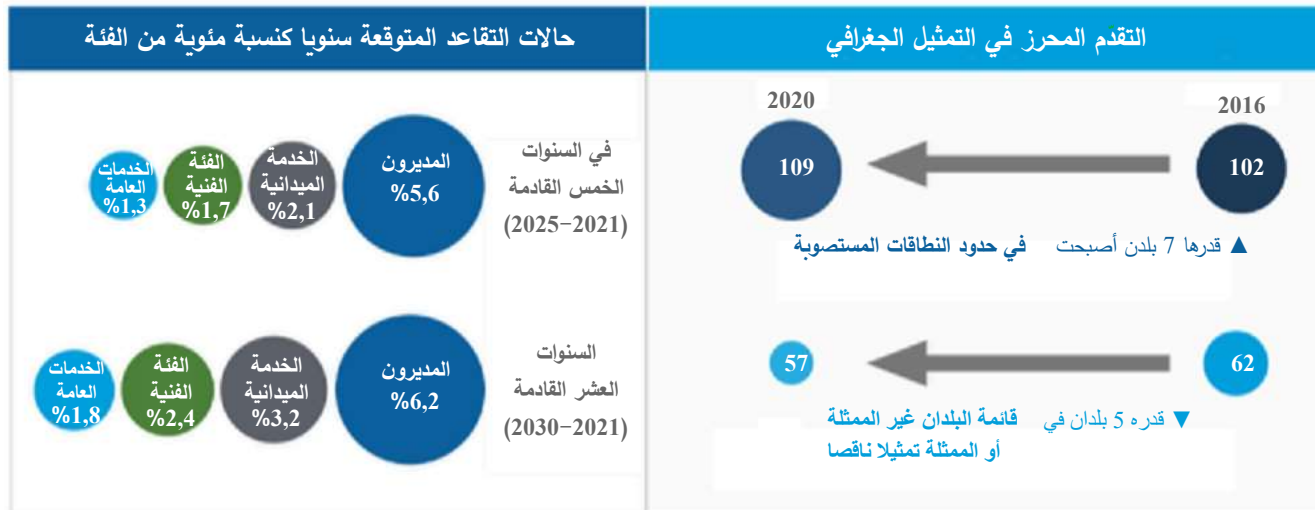 التقدم المحرز في التمثيل الجغرافي
2016
2020
102
109
▲ قدرها 7 بلدن أصبحت في حدود النطاقات المستصوبة
62
57
▼ قدره 5 بلدان في قائمة البلدان غير الممثلة
أو الممثلة تمثيلا ناقصا
حالات التقاعد المتوقعة سنويا كنسبة مئوية من الفئة
في السنوات
الخمس القادمة
(2021-2025)
المديرون
%5,6
الخدمة
الميدانية
%2,1
الفئة
الفنية
%1,7
الخدمات
العامة
%1,3
السنوات
العشر القادمة
(2021-2030)
المديرون
%6,2
الخدمة
الميدانية
%3,2
الفئة
الفنية
%2,4
الخدمات
العامة
%1,8